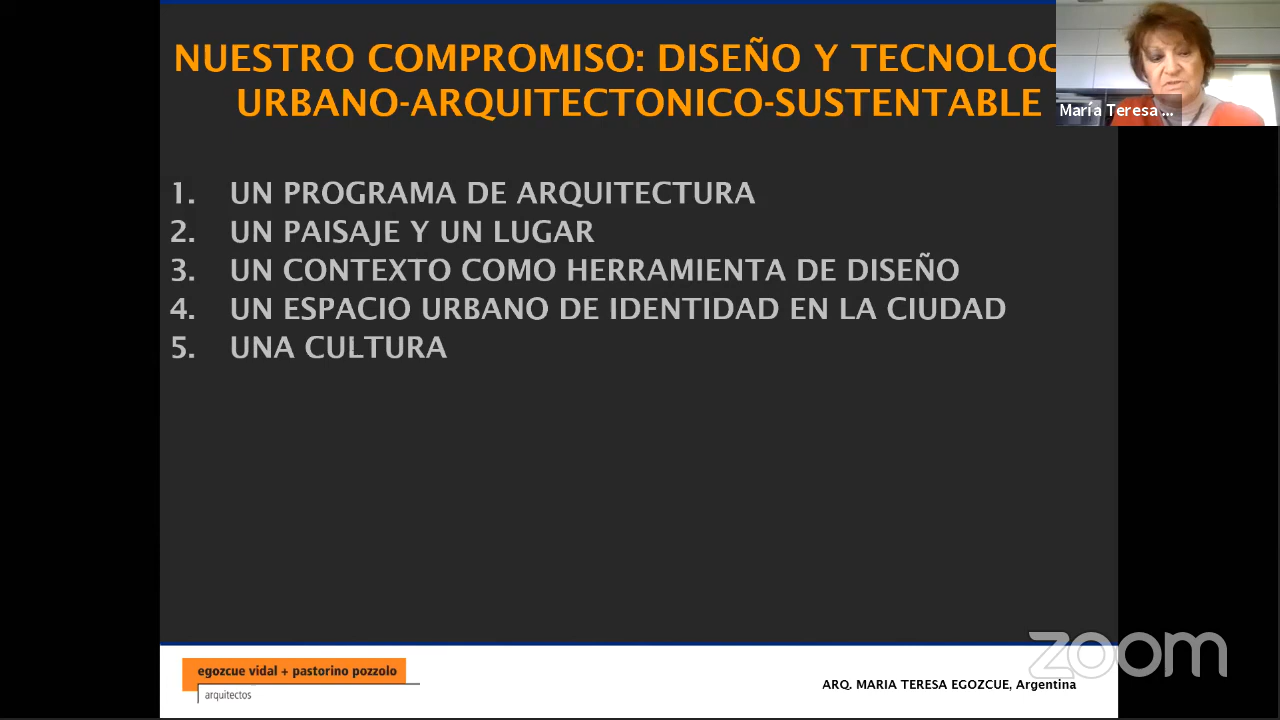 NUESTRO COMPROMISO: DISEÑO Y TECNOLOG
URBANO-ARQUITECTONICO-SUSTENTABLE
María Teresa ...
1. UN PROGRAMA DE ARQUITECTURA
2. UN PAISAJE Y UN LUGAR
3. UN CONTEXTO COMO HERRAMIENTA DE DISEÑO
4. UN ESPACIO URBANO DE IDENTIDAD EN LA CIUDAD
5. UNA CULTURA
zoom
egozcue vidal + pastorino pozzolo
arquitectos
ARQ. MARIA TERESA EGOZCUE, Argentina